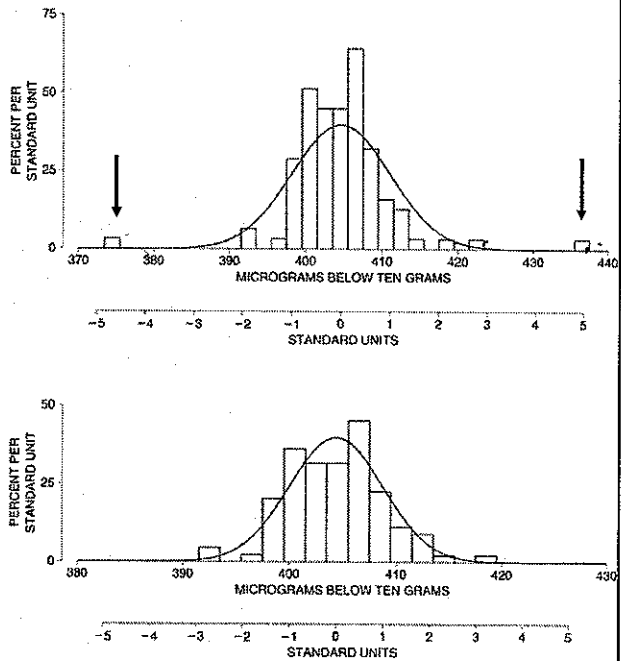 PERCENT PER
STANDARD UNIT
75
50
25
0
370 380 390 400 410 420 430 440
MICROGRAMS BELOW TEN GRAMS
-5 -4 -3 -2 -1 0 1 2 3 4 5
STANDARD UNITS
PERCENT PER
STANDARD UNIT
50
25
0
380 390 400 410 420 430
MICROGRAMS BELOW TEN GRAMS
-5 -4 -3 -2 -1 0 1 2 3 4 5
STANDARD UNITS